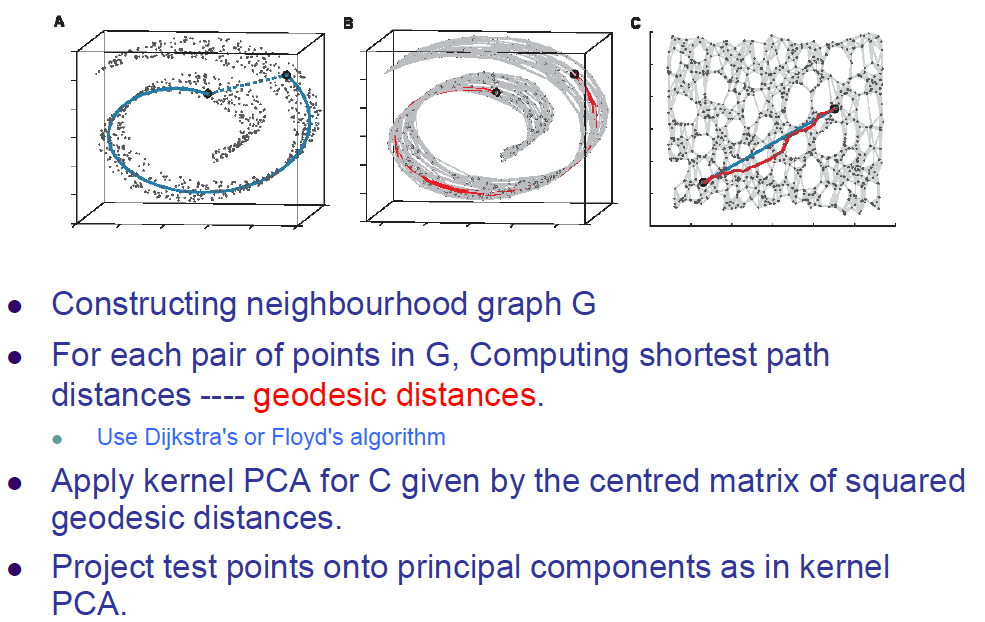 A B C
Constructing neighbourhood graph G
For each pair of points in G, Computing shortest path
distances ---- geodesic distances.
Use Dijkstra's or Floyd's algorithm
Apply kernel PCA for C given by the centred matrix of squared
geodesic distances.
Project test points onto principal components as in kernel
PCA.